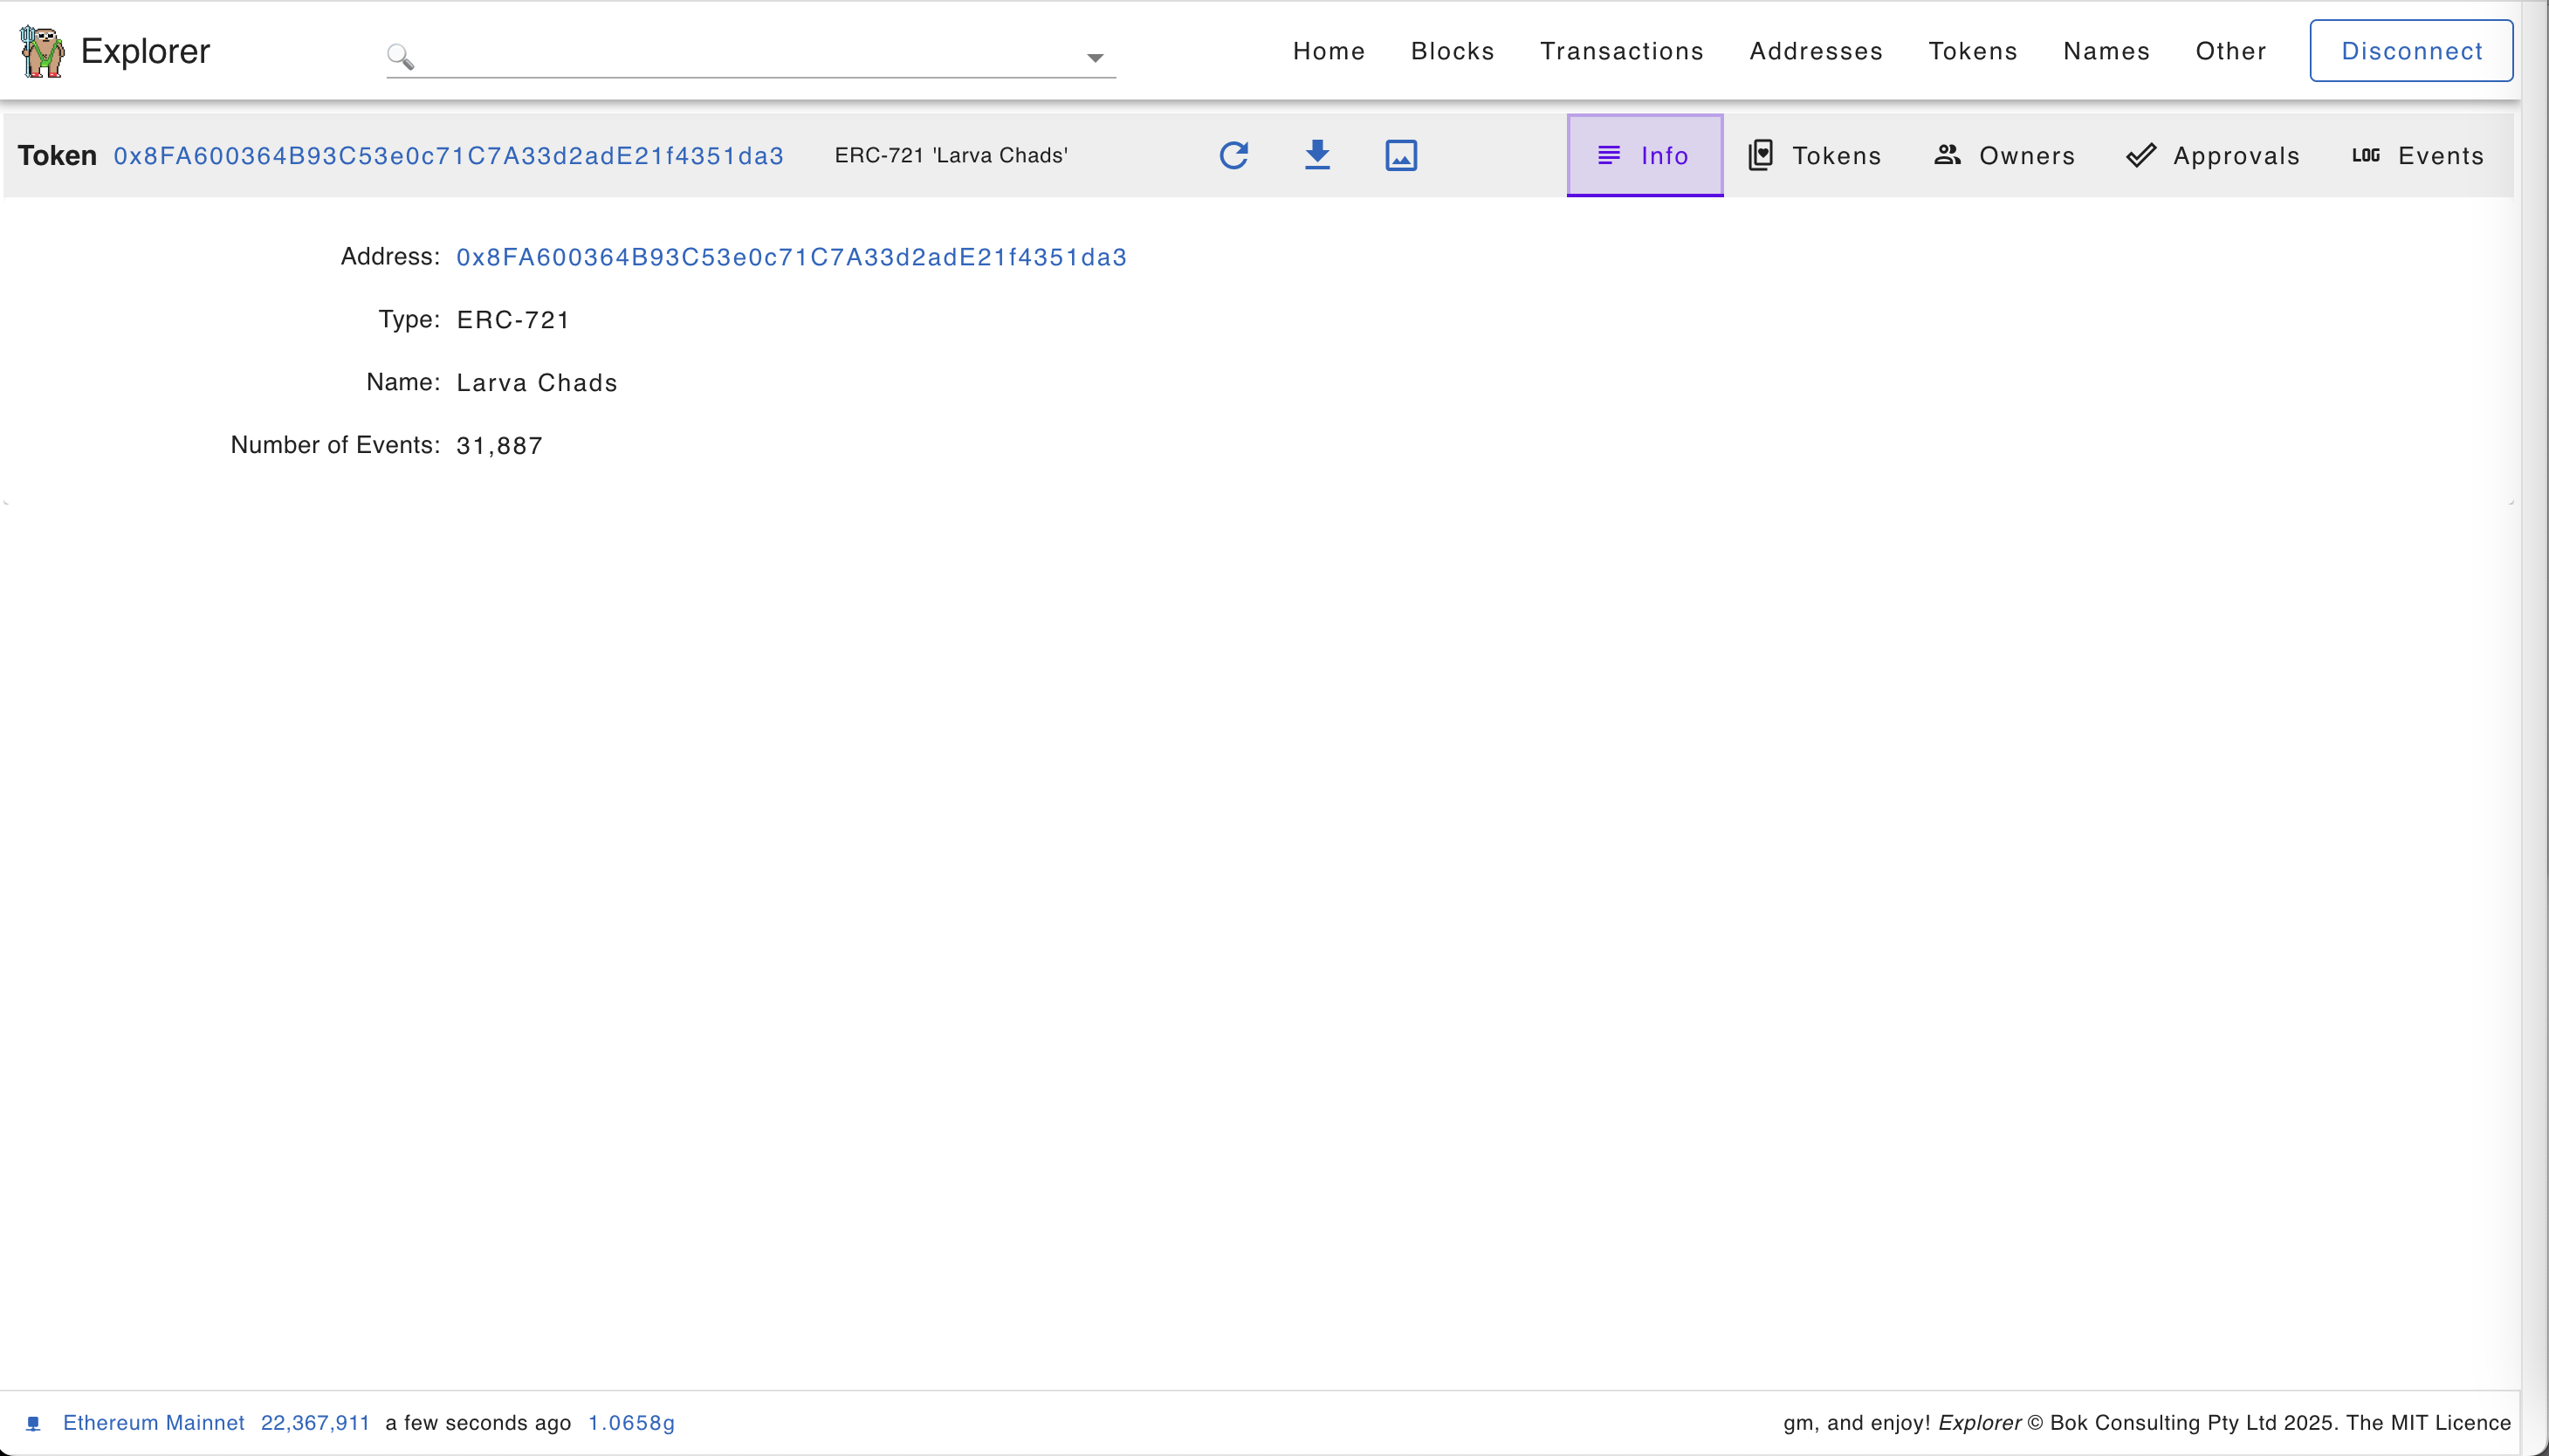 Explorer Home Blocks Transactions Addresses Tokens Names Other Disconnect
Token 0x8FA600364B93C53e0c71C7A33d2adE21f4351da3 ERC-721 'Larva Chads' Info Tokens Owners Approvals LOG Events
Address: 0x8FA600364B93C53e0c71C7A33d2adE21f4351da3
Type: ERC-721
Name: Larva Chads
Number of Events: 31,887
Ethereum Mainnet 22,367,911 a few seconds ago 1.0658g gm, and enjoy! Explorer © Bok Consulting Pty Ltd 2025. The MIT Licence